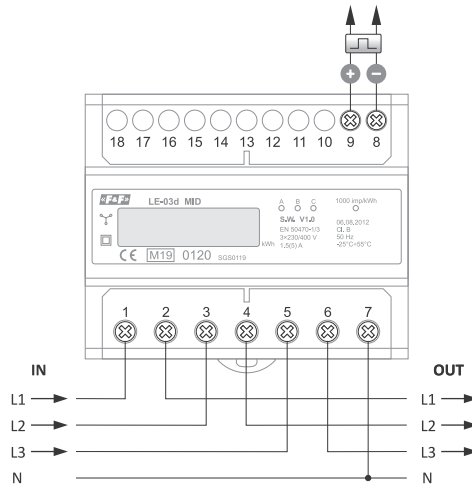 + −
18 17 16 15 14 13 12 11 10 9 8
F&F LE-03d MID
A B C
1000 imp/kWh
S.W. V1.0
EN 50470-1/3
3×230/400 V
1.5(5) A
06,08,2012
Cl. B
50 Hz
-25°C÷55°C
kWh
CE M19 0120 SGS0119
1 2 3 4 5 6 7
IN OUT
L1 L1
L2 L2
L3 L3
N N